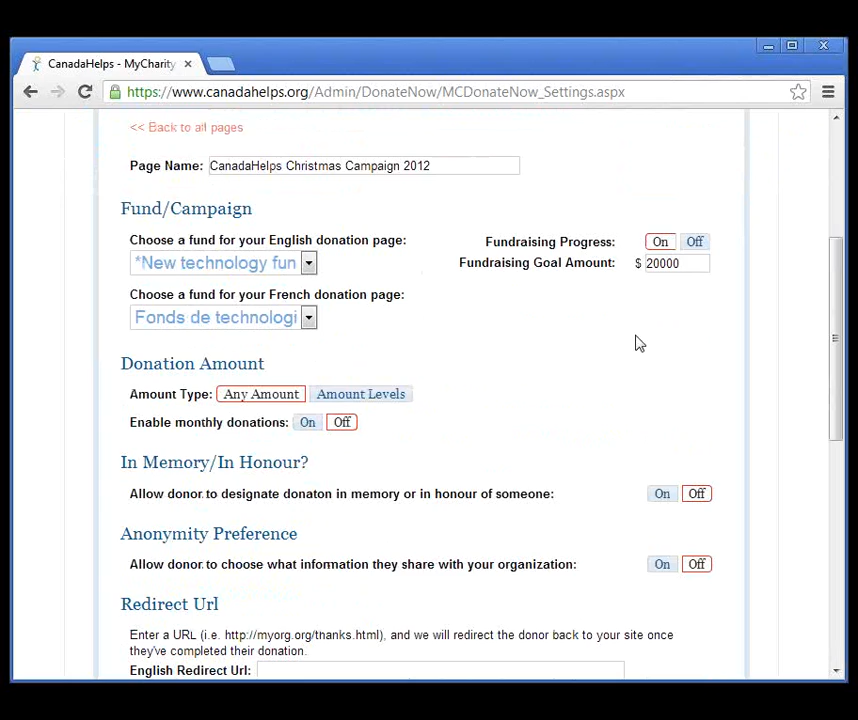 CanadaHelps - MyCharity
https://www.canadahelps.org/Admin/DonateNow/MCDonateNow_Settings.aspx
<< Back to all pages
Page Name: CanadaHelps Christmas Campaign 2012
Fund/Campaign
Choose a fund for your English donation page:
Fundraising Progress: On Off
*New technology fun
Fundraising Goal Amount: $ 20000
Choose a fund for your French donation page:
Fonds de technologi
Donation Amount
Amount Type: Any Amount Amount Levels
Enable monthly donations: On Off
In Memory/In Honour?
Allow donor to designate donaton in memory or in honour of someone: On Off
Anonymity Preference
Allow donor to choose what information they share with your organization: On Off
Redirect Url
Enter a URL (i.e. http://myorg.org/thanks.html), and we will redirect the donor back to your site once
they've completed their donation.
English Redirect Url: